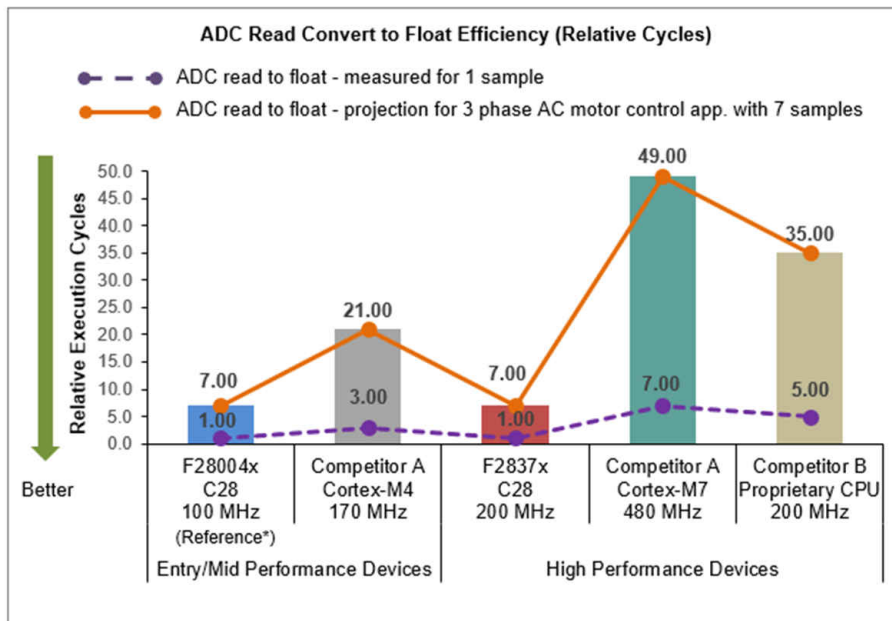 ADC Read Convert to Float Efficiency (Relative Cycles)
ADC read to float - measured for 1 sample
ADC read to float - projection for 3 phase AC motor control app. with 7 samples
Better
Relative Execution Cycles
50.0
45.0
40.0
35.0
30.0
25.0
20.0
15.0
10.0
5.0
0.0
7.00
1.00
21.00
3.00
7.00
1.00
49.00
7.00
35.00
5.00
F28004x
C28
100 MHz
(Reference*)
Competitor A
Cortex-M4
170 MHz
F2837x
C28
200 MHz
Competitor A
Cortex-M7
480 MHz
Competitor B
Proprietary CPU
200 MHz
Entry/Mid Performance Devices
High Performance Devices